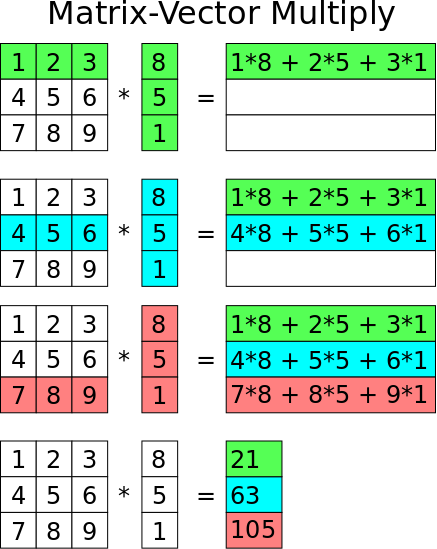 Matrix-Vector Multiply
1 2 3 8 1*8 + 2*5 + 3*1
4 5 6 * 5 =
7 8 9 1
1 2 3 8 1*8 + 2*5 + 3*1
4 5 6 * 5 = 4*8 + 5*5 + 6*1
7 8 9 1
1 2 3 8 1*8 + 2*5 + 3*1
4 5 6 * 5 = 4*8 + 5*5 + 6*1
7 8 9 1 7*8 + 8*5 + 9*1
1 2 3 8 21
4 5 6 * 5 = 63
7 8 9 1 105